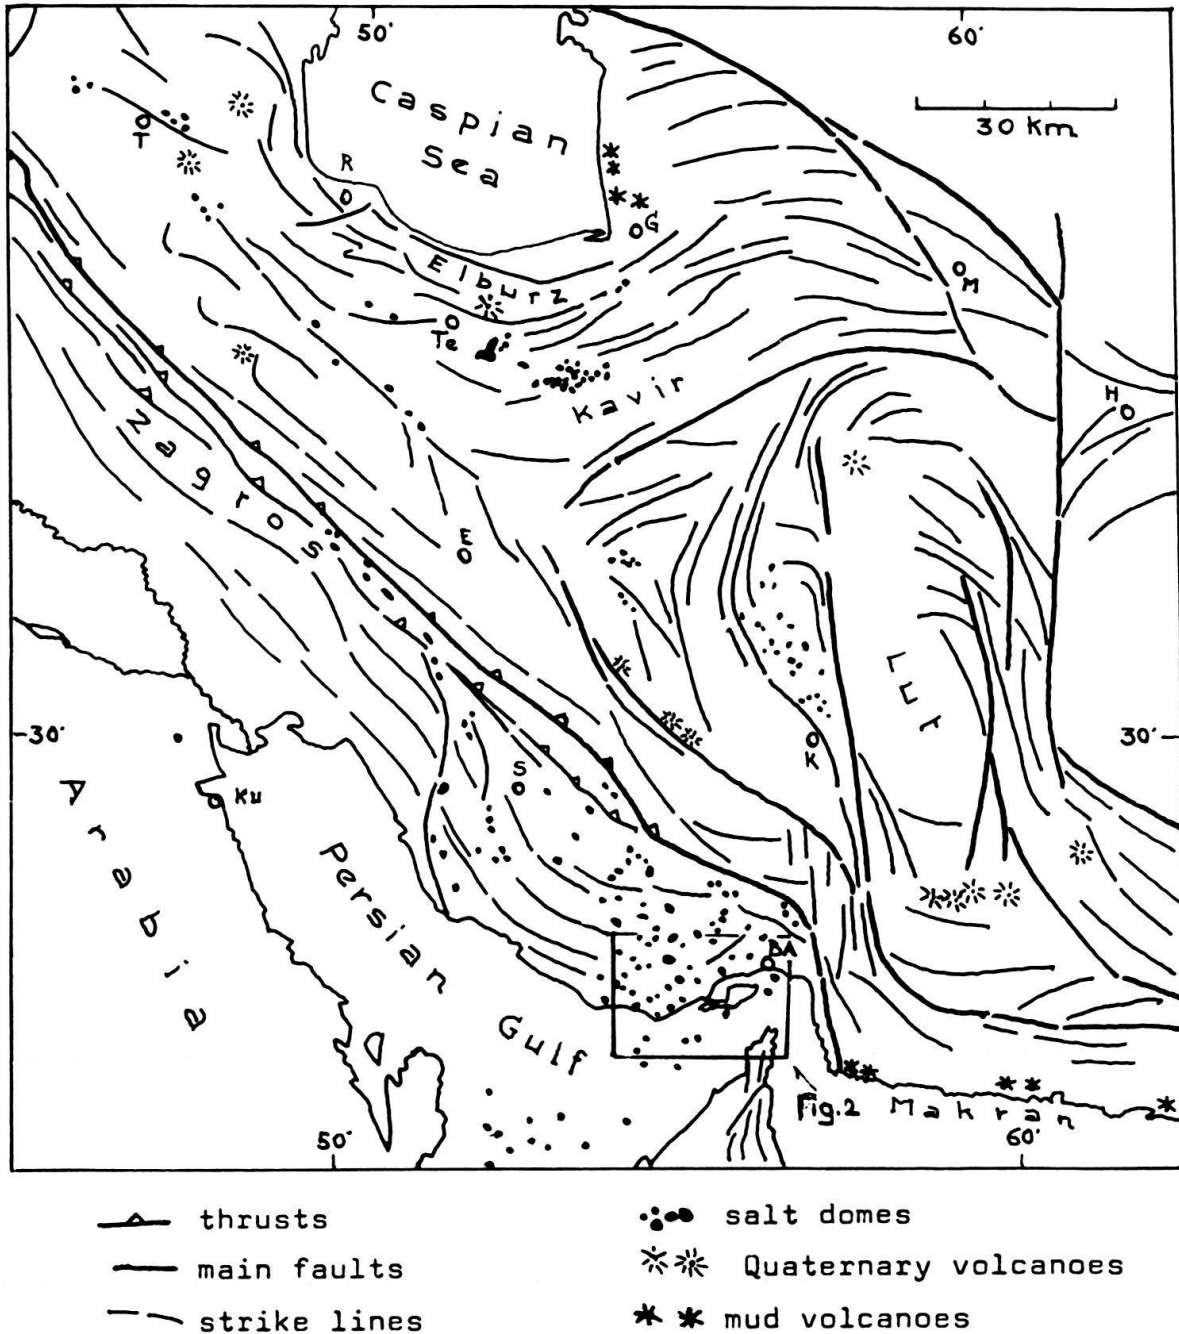 50°
60°
Caspian
Sea
30 Km
T
R
G
Elburz
M
Te
Kavir
H
Zagros
E
Lut
30°
30°
K
S
Ku
Arabia
Persian
Gulf
BA
Fig.2 Makran
50°
60°
thrusts
salt domes
main faults
Quaternary volcanoes
strike lines
mud volcanoes